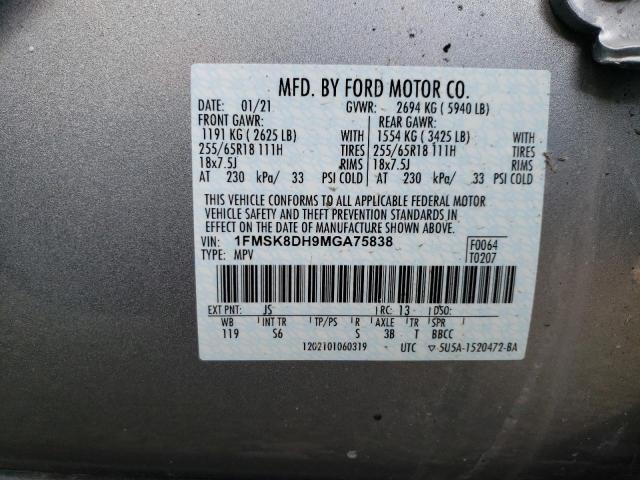 MFD. BY FORD MOTOR CO.
DATE: 01/21 GVWR: 2694 KG ( 5940 LB)
FRONT GAWR: REAR GAWR:
1191 KG ( 2625 LB) WITH 1554 KG ( 3425 LB) WITH
255/65R18 111H TIRES 255/65R18 111H TIRES
18x7.5J RIMS 18x7.5J RIMS
AT 230 kPa/ 33 PSI COLD AT 230 kPa/ 33 PSI COLD
THIS VEHICLE CONFORMS TO ALL APPLICABLE FEDERAL MOTOR
VEHICLE SAFETY AND THEFT PREVENTION STANDARDS IN
EFFECT ON THE DATE OF MANUFACTURE SHOWN ABOVE.
VIN: 1FMSK8DH9MGA75838 F0064
TYPE: MPV T0207
EXT PNT: JS RC: 13 DSO:
WB INT TR TP/PS R AXLE TR SPR
119 S6 S 3B T BBCC
1202101060319 UTC ▽5U5A-1520472-BA